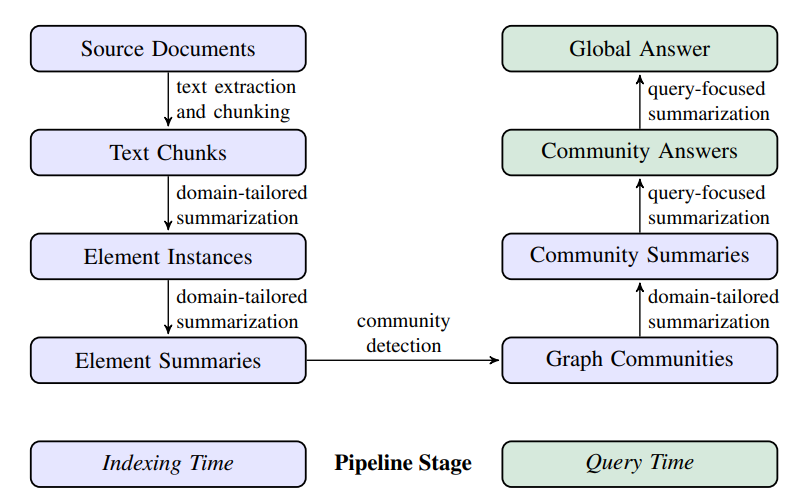 Source Documents
text extraction
and chunking
Text Chunks
domain-tailored
summarization
Element Instances
domain-tailored
summarization
Element Summaries
community
detection
Graph Communities
domain-tailored
summarization
Community Summaries
query-focused
summarization
Community Answers
query-focused
summarization
Global Answer
Indexing Time
Pipeline Stage
Query Time